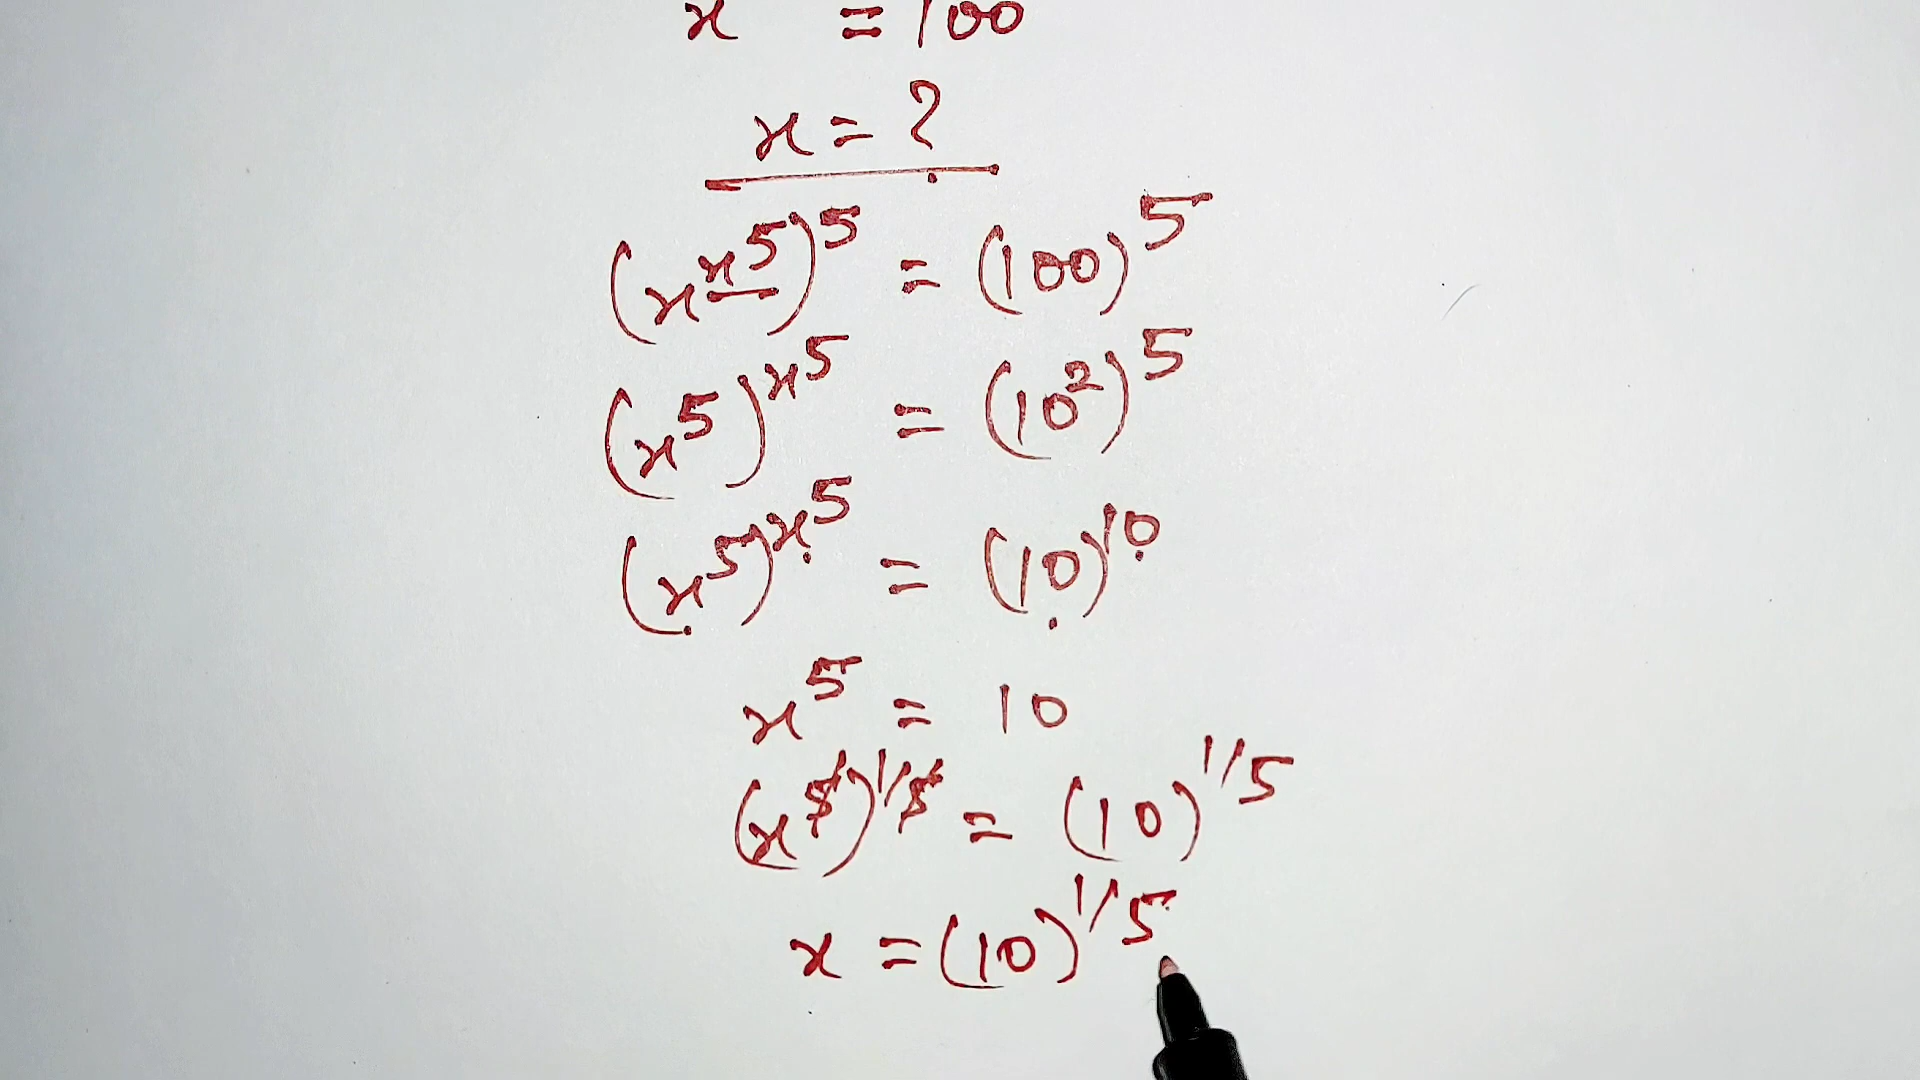 x = 100
x = ?
(x^x^5)^5 = (100)^5
(x^5)^x^5 = (10^2)^5
(x^5)^x^5 = (10)^10
x^5 = 10
(x^5)^1/5 = (10)^1/5
x = (10)^1/5